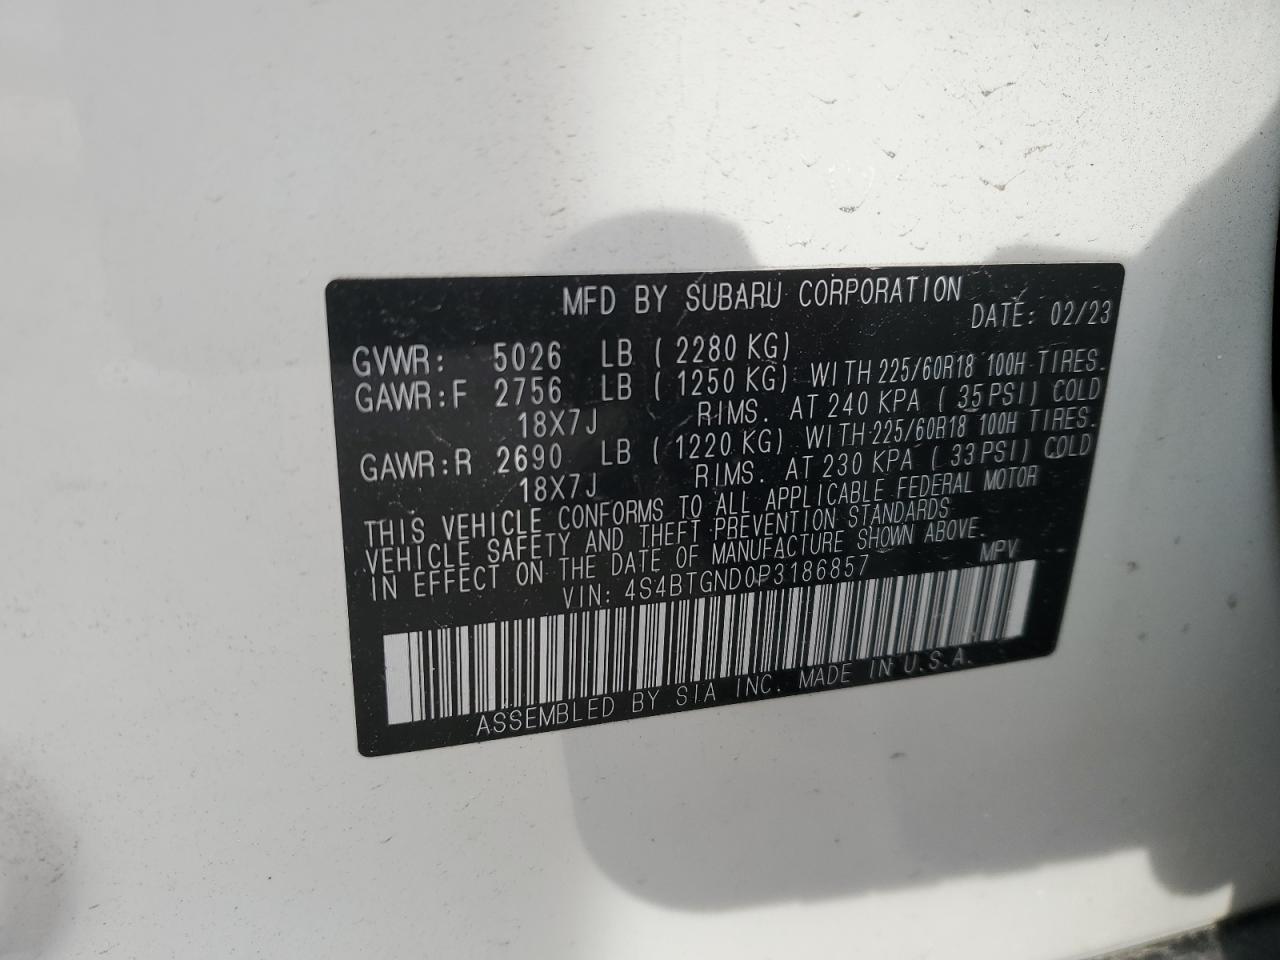 MFD BY SUBARU CORPORATION
DATE: 02/23
GVWR: 5026 LB (2280 KG)
GAWR:F 2756 LB (1250 KG) WITH 225/60R18 100H TIRES.
18X7J RIMS. AT 240 KPA (35 PSI) COLD
GAWR:R 2690 LB (1220 KG) WITH 225/60R18 100H TIRES.
18X7J RIMS. AT 230 KPA (33 PSI) COLD
THIS VEHICLE CONFORMS TO ALL APPLICABLE FEDERAL MOTOR
VEHICLE SAFETY AND THEFT PREVENTION STANDARDS
IN EFFECT ON THE DATE OF MANUFACTURE SHOWN ABOVE.
VIN: 4S4BTGND0P3186857 MPV
ASSEMBLED BY SIA INC. MADE IN U.S.A.